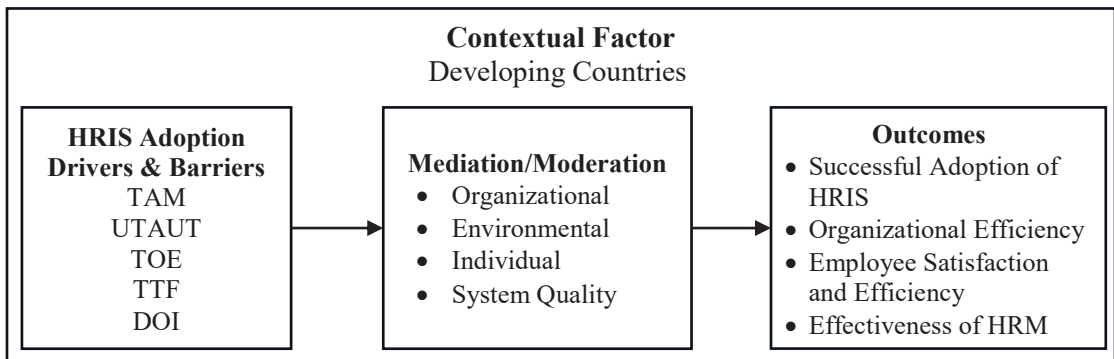 Contextual Factor
Developing Countries
HRIS Adoption
Drivers & Barriers
TAM
UTAUT
TOE
TTF
DOI
Mediation/Moderation
• Organizational
• Environmental
• Individual
• System Quality
Outcomes
• Successful Adoption of
HRIS
• Organizational Efficiency
• Employee Satisfaction
and Efficiency
• Effectiveness of HRM